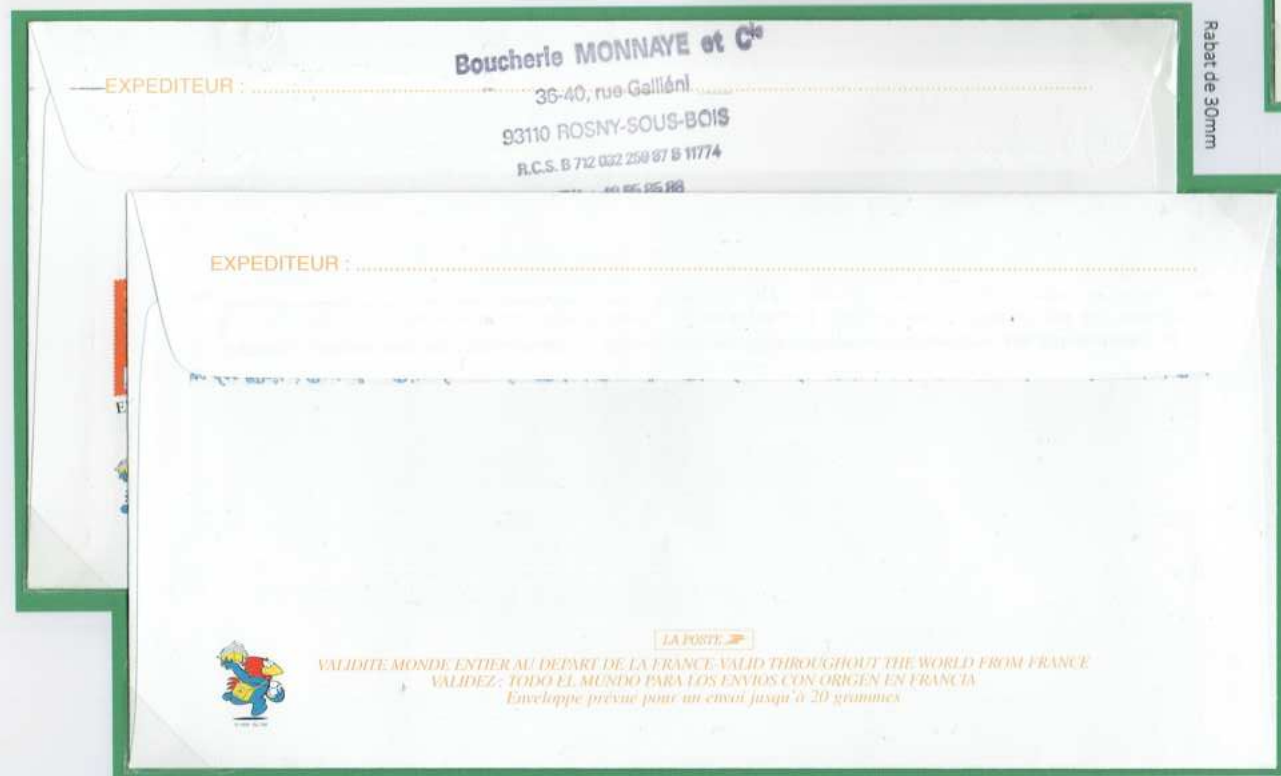 Boucherie MONNAYE et Cie
EXPEDITEUR :
36-40, rue Galliéni
93110 ROSNY-SOUS-BOIS
R.C.S. B 712 032 259 87 B 11774
Rabat de 30mm
EXPEDITEUR :
LA POSTE
VALIDITE MONDE ENTIER AU DEPART DE LA FRANCE-VALID THROUGHOUT THE WORLD FROM FRANCE
VALIDEZ : TODO EL MUNDO PARA LOS ENVIOS CON ORIGEN EN FRANCIA
Enveloppe prévue pour un envoi jusqu'à 20 grammes